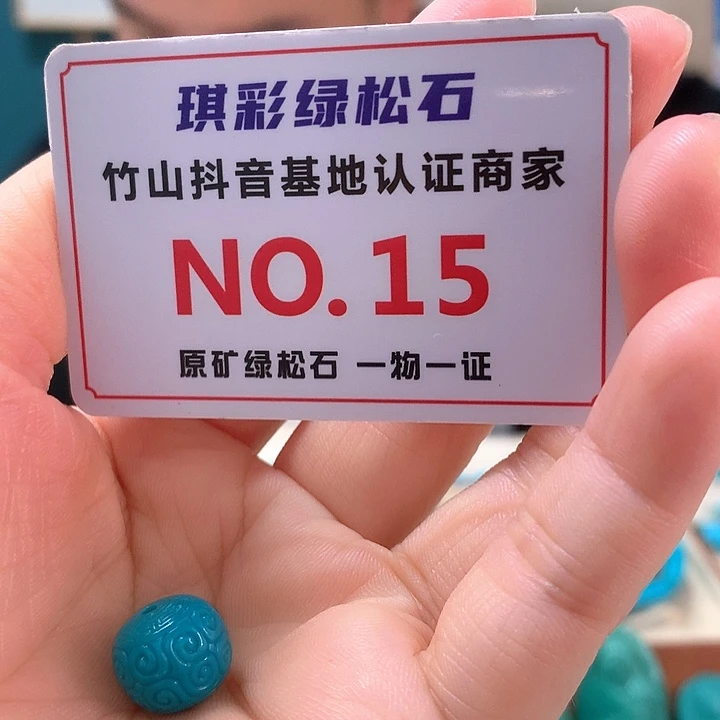 琪彩绿松石
竹山抖音基地认证商家
NO.15
原矿绿松石 一物一证